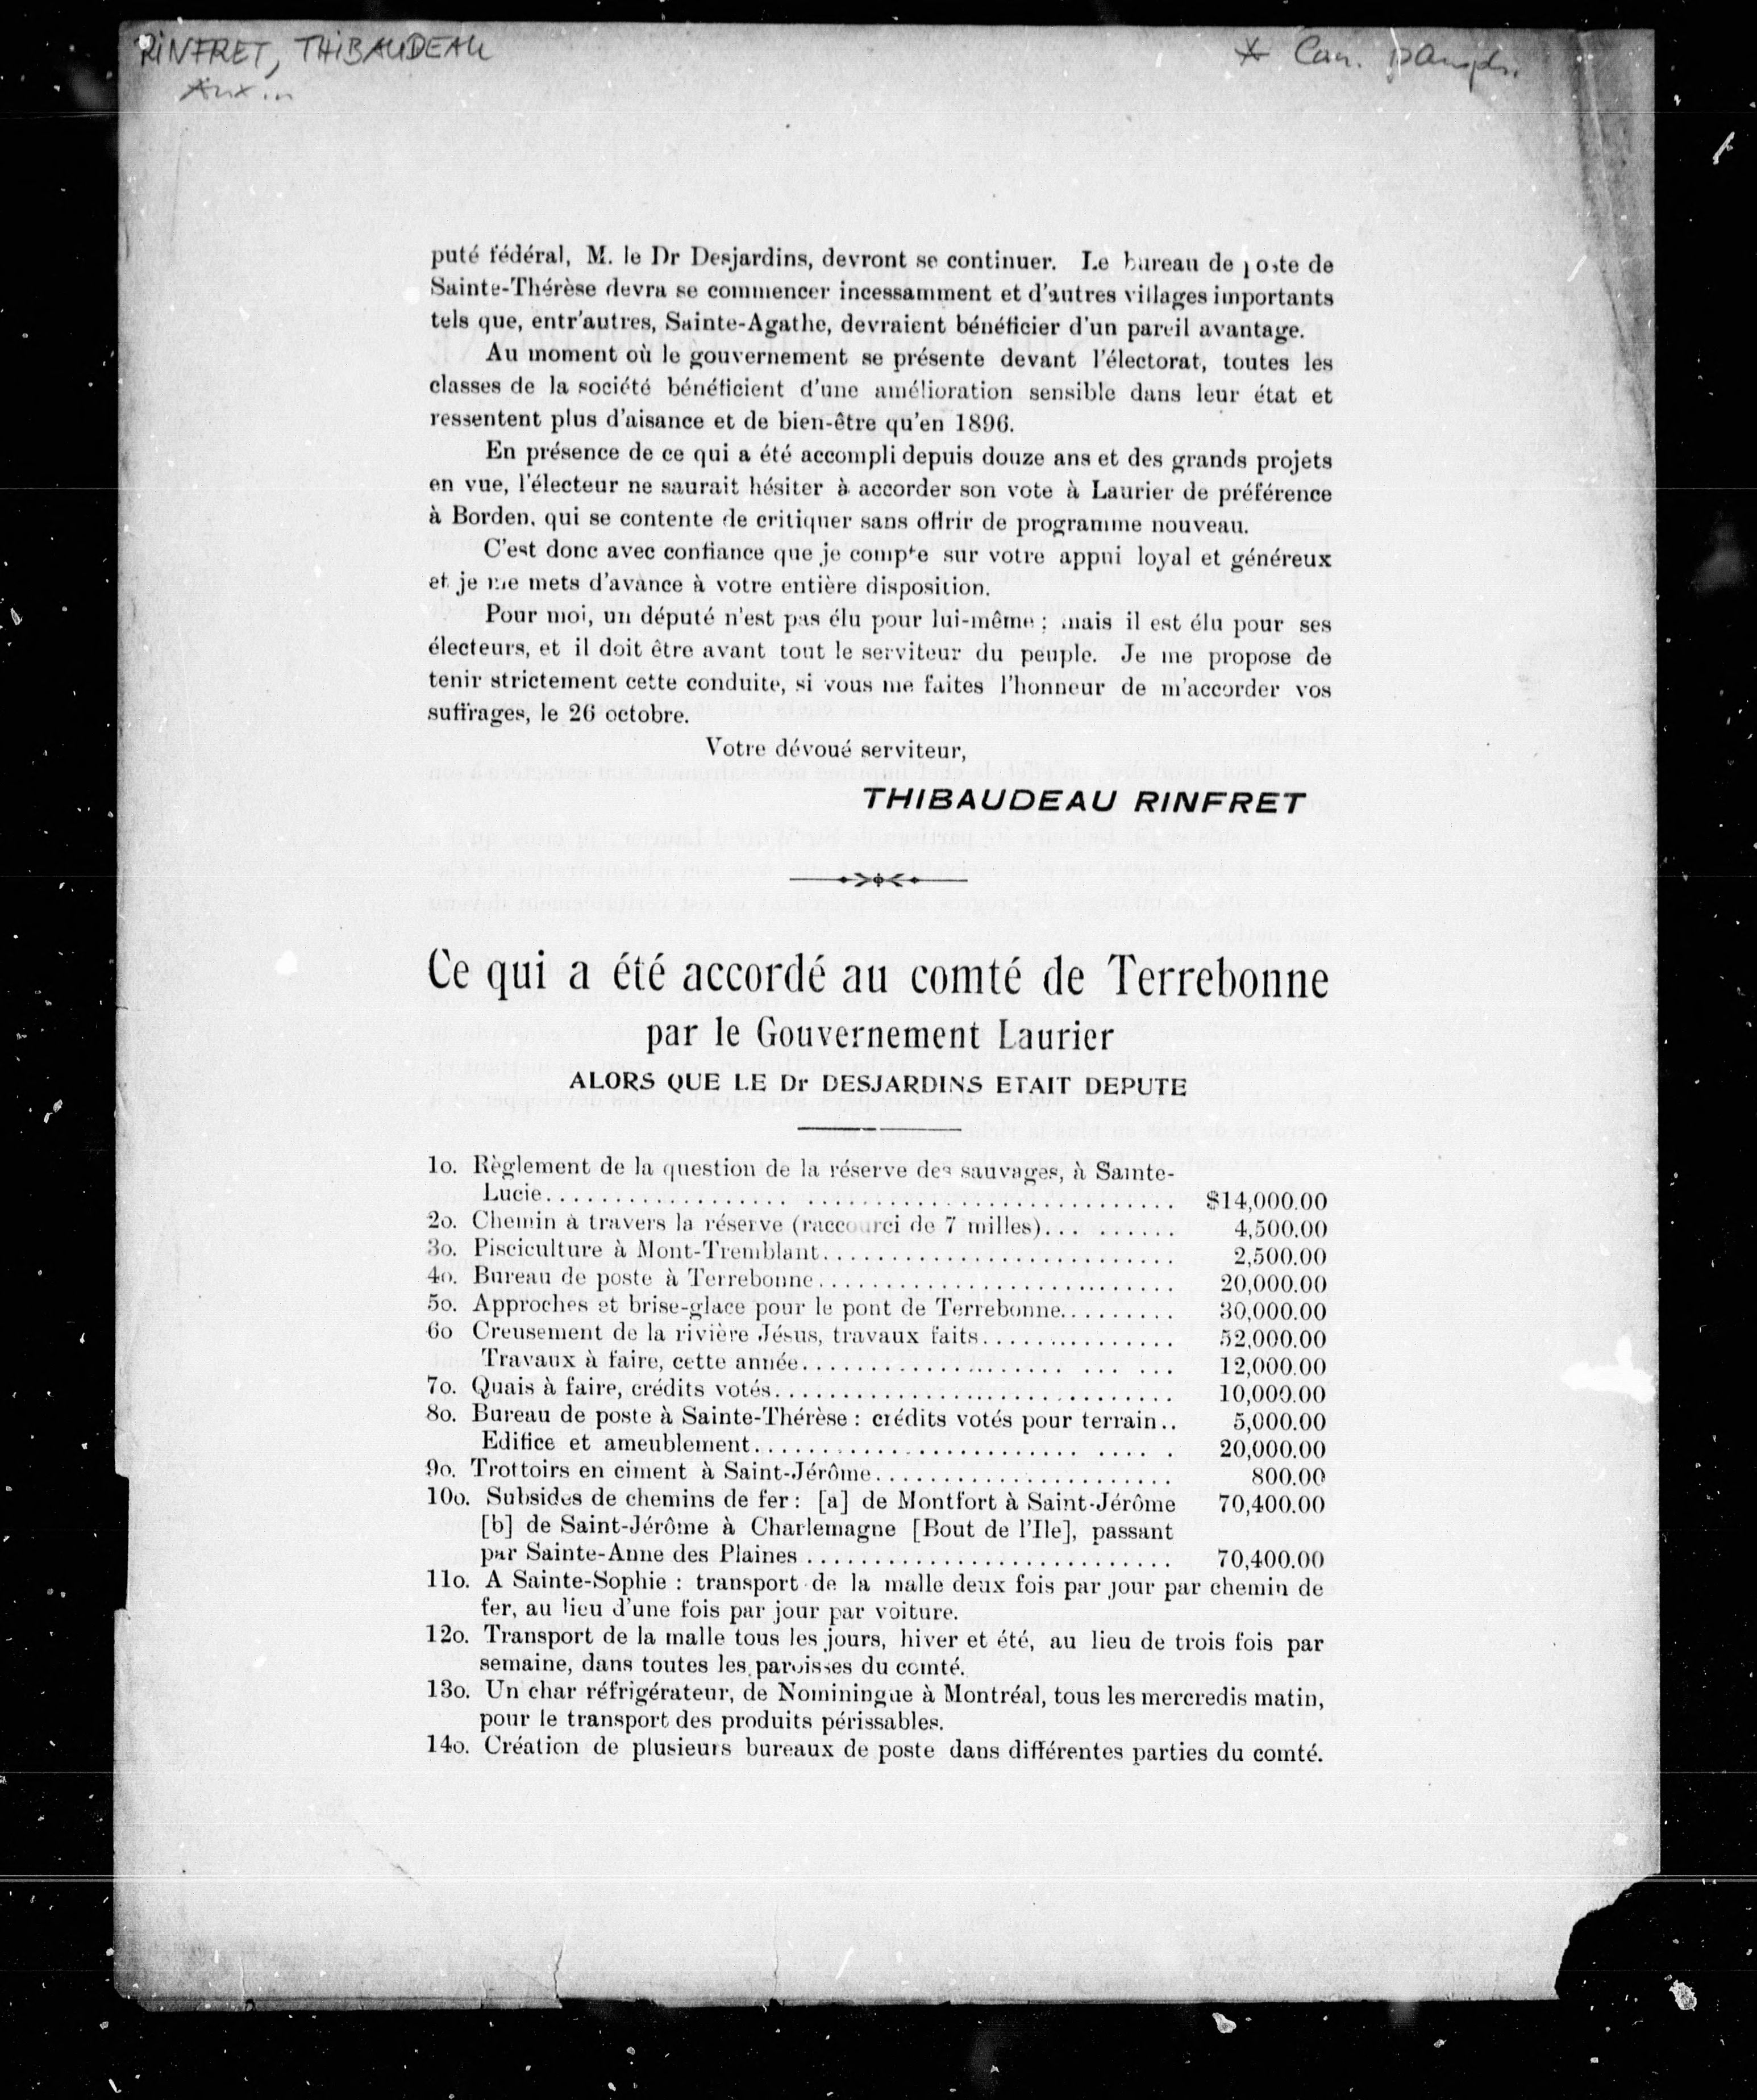 RINFRET, THIBAUDEAU
* Can. pamph.
puté fédéral, M. le Dr Desjardins, devront se continuer. Le bureau de poste de
Sainte-Thérèse devra se commencer incessamment et d'autres villages importants
tels que, entr'autres, Sainte-Agathe, devraient bénéficier d'un pareil avantage.
Au moment où le gouvernement se présente devant l'électorat, toutes les
classes de la société bénéficient d'une amélioration sensible dans leur état et
ressentent plus d'aisance et de bien-être qu'en 1896.
En présence de ce qui a été accompli depuis douze ans et des grands projets
en vue, l'électeur ne saurait hésiter à accorder son vote à Laurier de préférence
à Borden, qui se contente de critiquer sans offrir de programme nouveau.
C'est donc avec confiance que je compte sur votre appui loyal et généreux
et je me mets d'avance à votre entière disposition.
Pour moi, un député n'est pas élu pour lui-même ; mais il est élu pour ses
électeurs, et il doit être avant tout le serviteur du peuple. Je me propose de
tenir strictement cette conduite, si vous me faites l'honneur de m'accorder vos
suffrages, le 26 octobre.
Votre dévoué serviteur,
THIBAUDEAU RINFRET
Ce qui a été accordé au comté de Terrebonne
par le Gouvernement Laurier
ALORS QUE LE Dr DESJARDINS ETAIT DEPUTE
1o. Règlement de la question de la réserve des sauvages, à Sainte-
Lucie.......... $14,000.00
2o. Chemin à travers la réserve (raccourci de 7 milles).......... 4,500.00
3o. Pisciculture à Mont-Tremblant.......... 2,500.00
4o. Bureau de poste à Terrebonne.......... 20,000.00
5o. Approches et brise-glace pour le pont de Terrebonne.......... 30,000.00
6o Creusement de la rivière Jésus, travaux faits.......... 52,000.00
Travaux à faire, cette année.......... 12,000.00
7o. Quais à faire, crédits votés.......... 10,000.00
8o. Bureau de poste à Sainte-Thérèse : crédits votés pour terrain.. 5,000.00
Edifice et ameublement.......... 20,000.00
9o. Trottoirs en ciment à Saint-Jérôme.......... 800.00
10o. Subsides de chemins de fer : [a] de Montfort à Saint-Jérôme 70,400.00
[b] de Saint-Jérôme à Charlemagne [Bout de l'Ile], passant
par Sainte-Anne des Plaines .......... 70,400.00
11o. A Sainte-Sophie : transport de la malle deux fois par jour par chemin de
fer, au lieu d'une fois par jour par voiture.
12o. Transport de la malle tous les jours, hiver et été, au lieu de trois fois par
semaine, dans toutes les paroisses du comté.
13o. Un char réfrigérateur, de Nominingue à Montréal, tous les mercredis matin,
pour le transport des produits périssables.
14o. Création de plusieurs bureaux de poste dans différentes parties du comté.